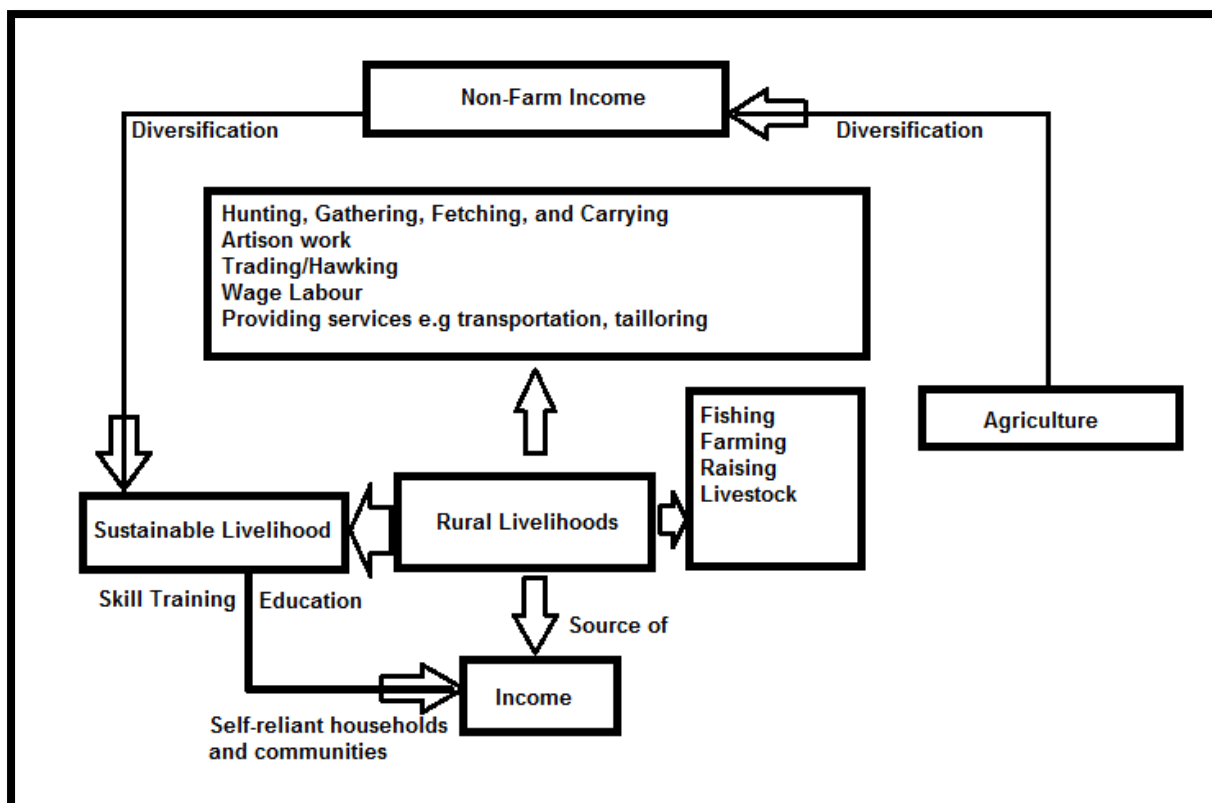 Non-Farm Income
Diversification
Diversification
Hunting, Gathering, Fetching, and Carrying
Artison work
Trading/Hawking
Wage Labour
Providing services e.g transportation, tailloring
Fishing
Farming
Raising
Livestock
Agriculture
Sustainable Livelihood
Rural Livelihoods
Skill Training
Education
Source of
Income
Self-reliant households
and communities